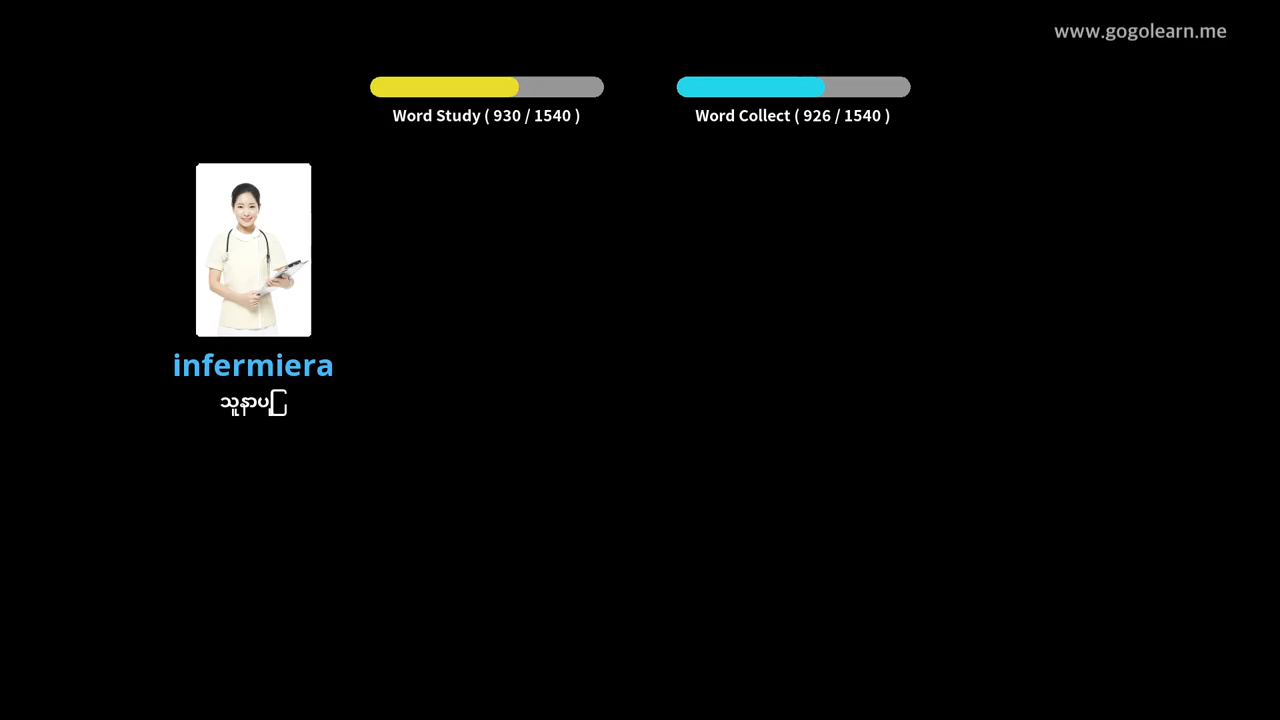 www.gogolearn.me
Word Study ( 930 / 1540 )
Word Collect ( 926 / 1540 )
infermiera
သူနာပြု